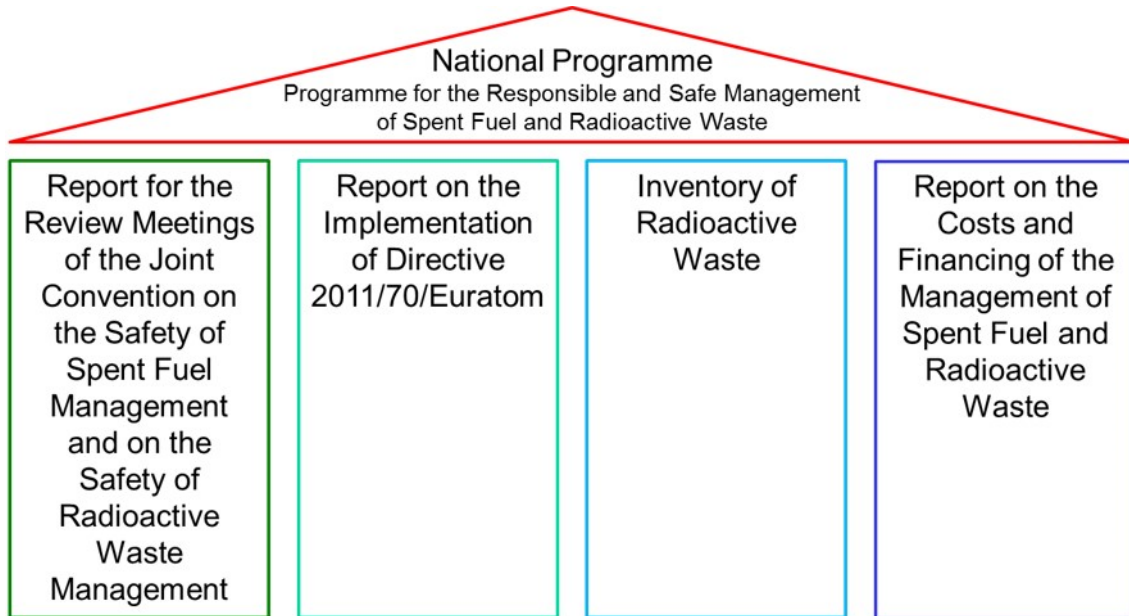 National Programme
Programme for the Responsible and Safe Management
of Spent Fuel and Radioactive Waste
Report for the
Review Meetings
of the Joint
Convention on
the Safety of
Spent Fuel
Management
and on the
Safety of
Radioactive
Waste
Management
Report on the
Implementation
of Directive
2011/70/Euratom
Inventory of
Radioactive
Waste
Report on the
Costs and
Financing of the
Management of
Spent Fuel and
Radioactive
Waste